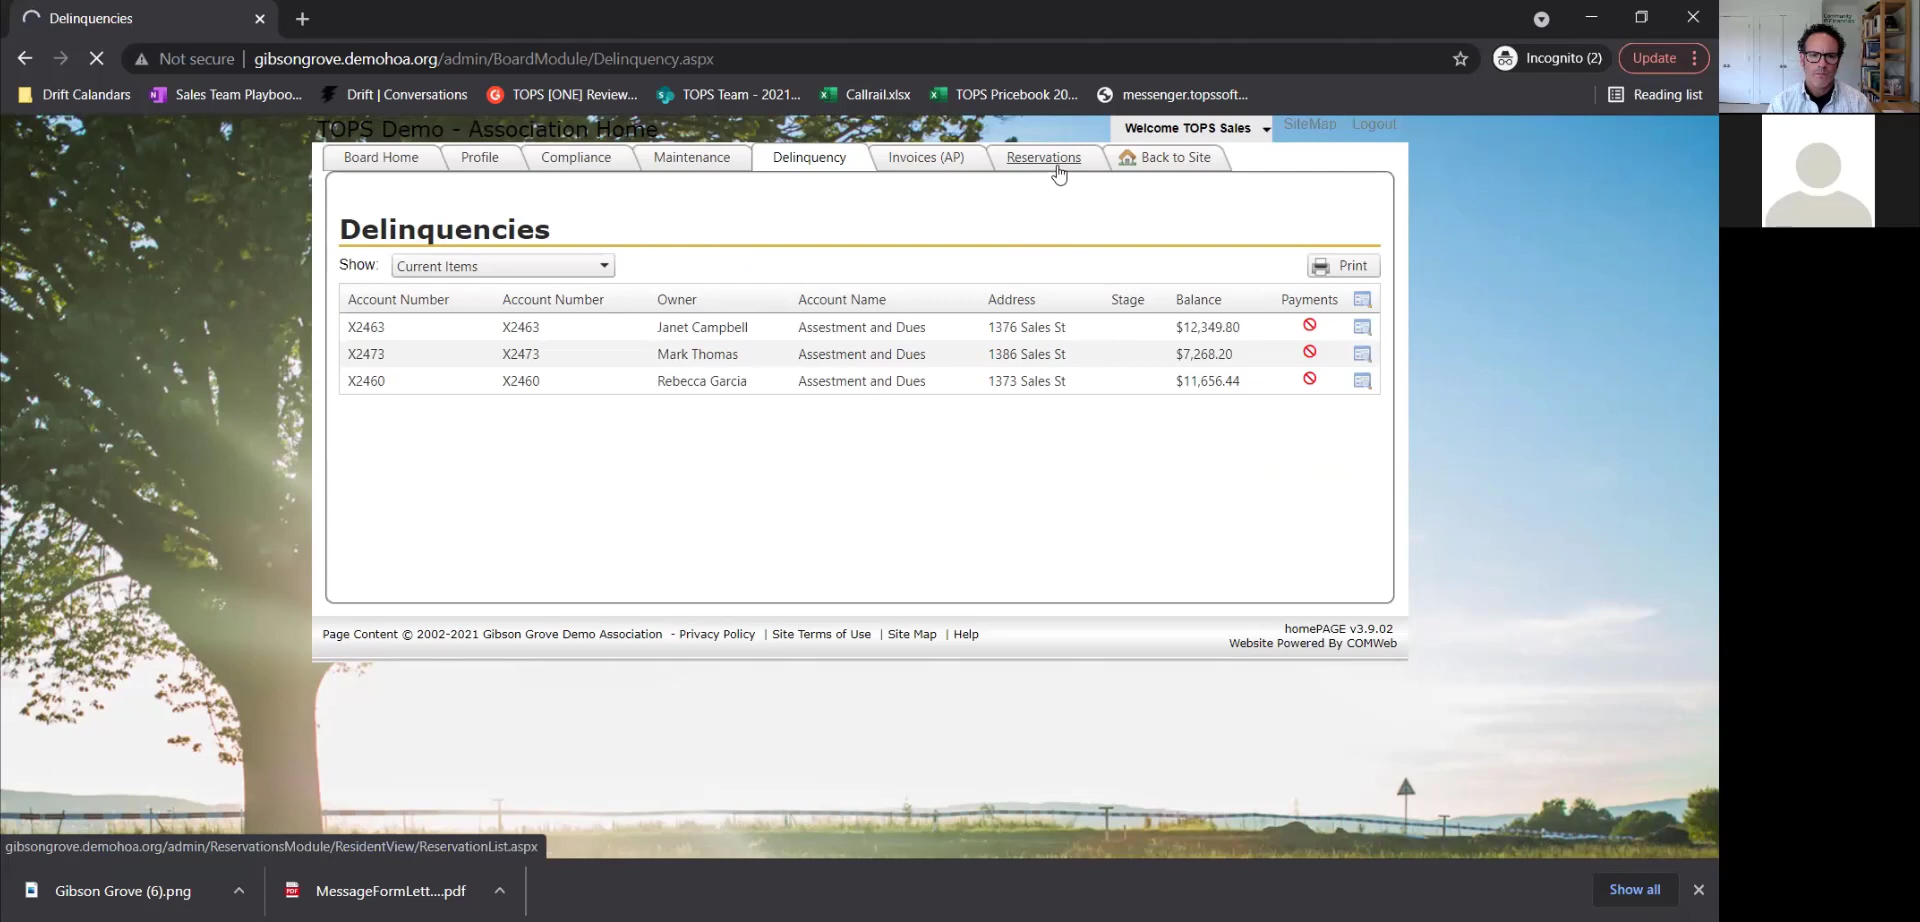 Delinquencies
Not secure gibsongrove.demohoa.org/admin/BoardModule/Delinquency.aspx Incognito (2) Update
Drift Calandars Sales Team Playboo... Drift | Conversations TOPS [ONE] Review... TOPS Team - 2021... Callrail.xlsx TOPS Pricebook 20... messenger.topssoft... Reading list
TOPS Demo - Association Home Welcome TOPS Sales SiteMap Logout
Board Home Profile Compliance Maintenance Delinquency Invoices (AP) Reservations Back to Site
Delinquencies
Show: Current Items Print
Account Number Account Number Owner Account Name Address Stage Balance Payments
X2463 X2463 Janet Campbell Assestment and Dues 1376 Sales St $12,349.80
X2473 X2473 Mark Thomas Assestment and Dues 1386 Sales St $7,268.20
X2460 X2460 Rebecca Garcia Assestment and Dues 1373 Sales St $11,656.44
Page Content © 2002-2021 Gibson Grove Demo Association - Privacy Policy | Site Terms of Use | Site Map | Help
homePAGE v3.9.02
Website Powered By COMWeb
gibsongrove.demohoa.org/admin/ReservationsModule/ResidentView/ReservationList.aspx
Gibson Grove (6).png MessageFormLett....pdf Show all